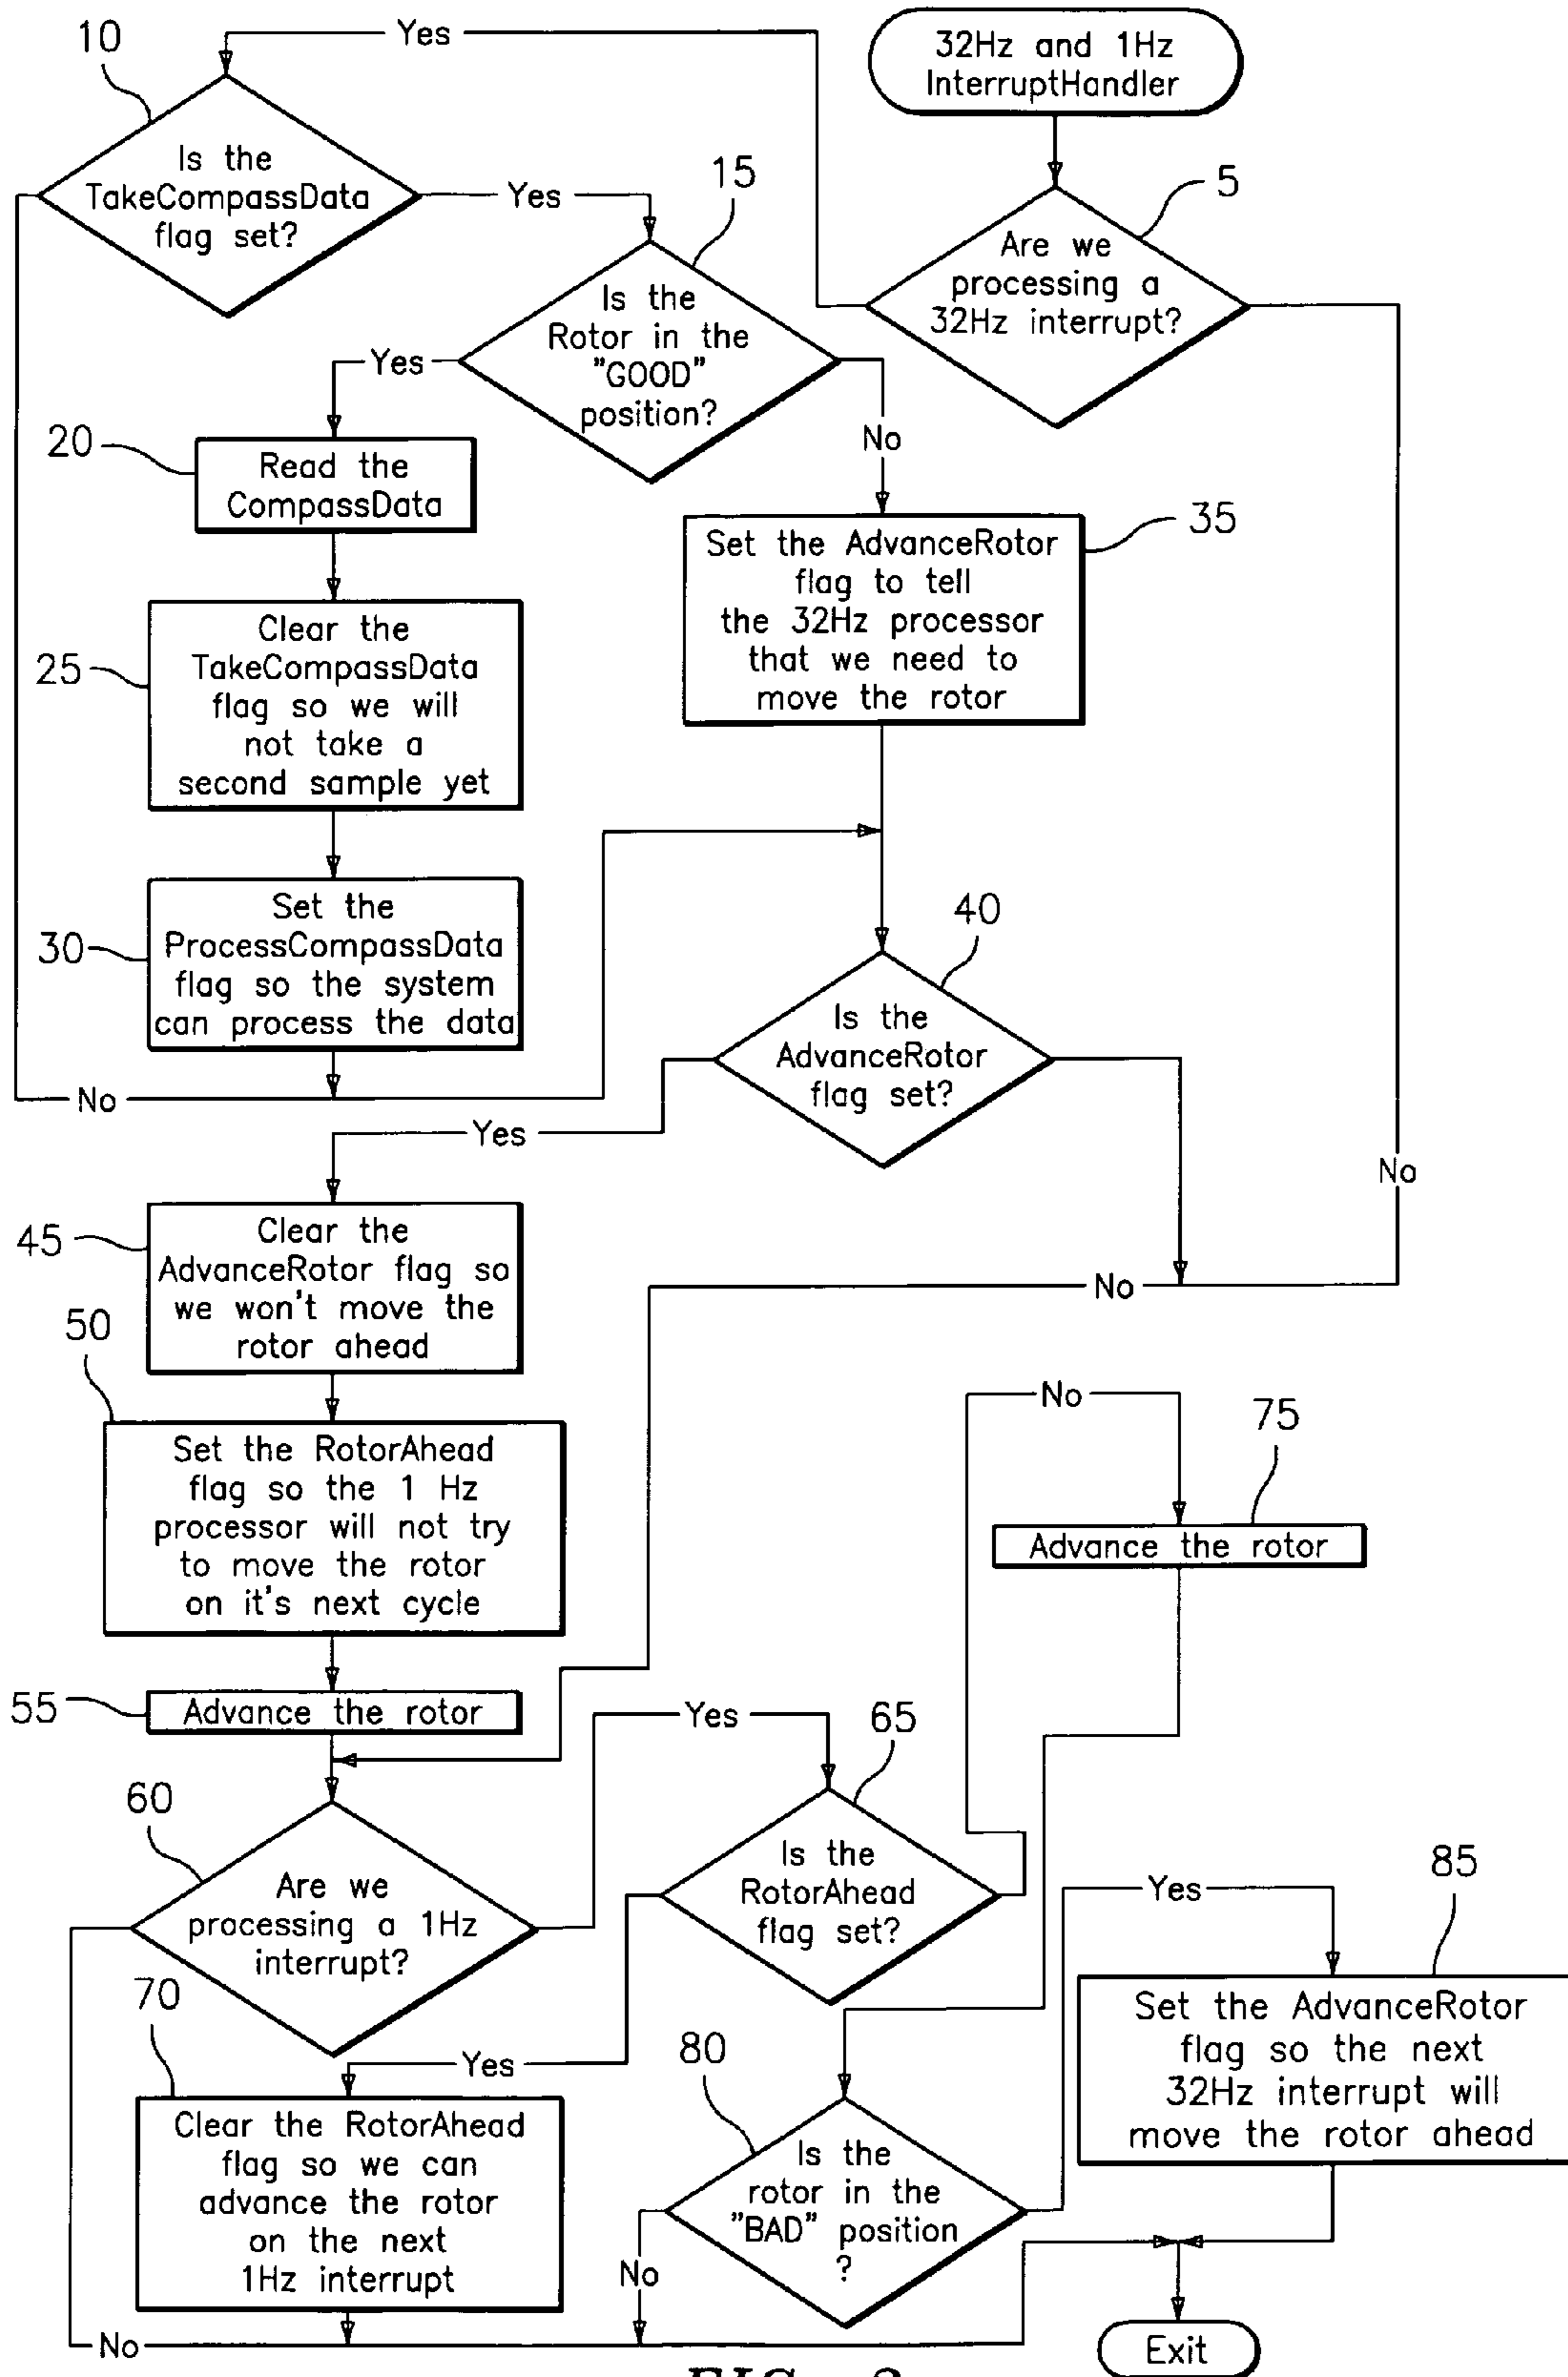 32Hz and 1Hz
InterruptHandler
5
Are we
processing a
32Hz interrupt?
Yes
No
10
Is the
TakeCompassData
flag set?
Yes
No
15
Is the
Rotor in the
"GOOD"
position?
Yes
No
20
Read the
CompassData
25
Clear the
TakeCompassData
flag so we will
not take a
second sample yet
30
Set the
ProcessCompassData
flag so the system
can process the data
35
Set the AdvanceRotor
flag to tell
the 32Hz processor
that we need to
move the rotor
40
Is the
AdvanceRotor
flag set?
Yes
No
45
Clear the
AdvanceRotor flag so
we won't move the
rotor ahead
50
Set the RotorAhead
flag so the 1 Hz
processor will not try
to move the rotor
on it's next cycle
55
Advance the rotor
60
Are we
processing a 1Hz
interrupt?
Yes
No
65
Is the
RotorAhead
flag set?
Yes
No
70
Clear the RotorAhead
flag so we can
advance the rotor
on the next
1Hz interrupt
75
Advance the rotor
80
Is the
rotor in the
"BAD" position
?
Yes
No
85
Set the AdvanceRotor
flag so the next
32Hz interrupt will
move the rotor ahead
Exit